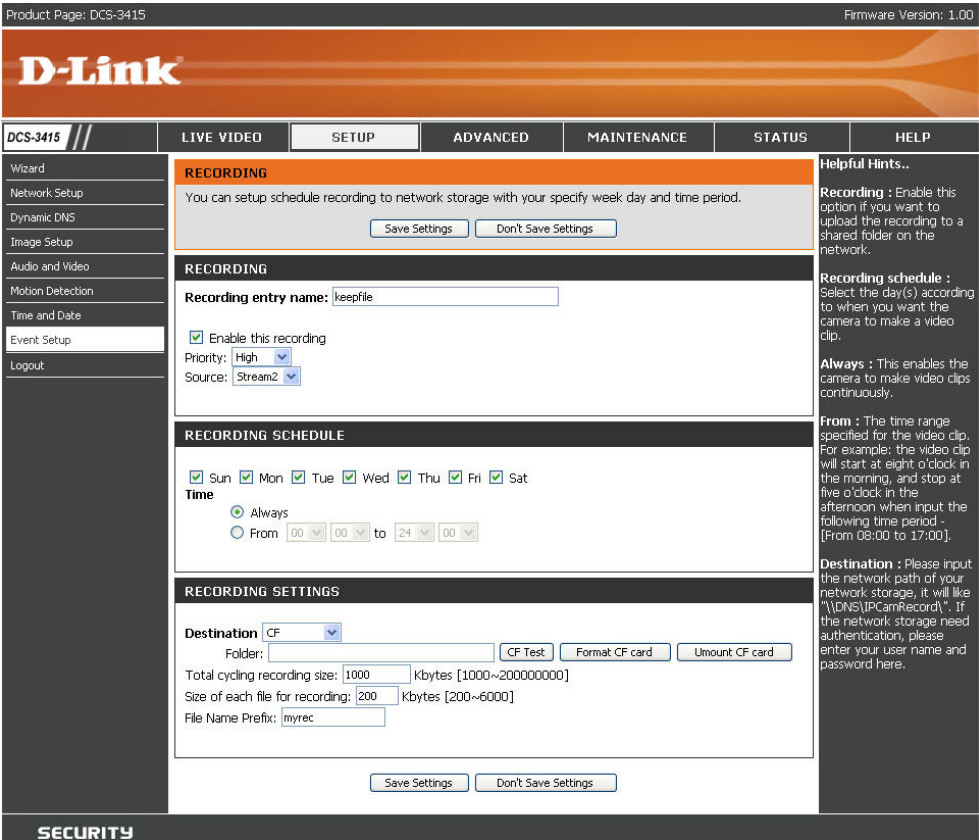 Product Page: DCS-3415 Firmware Version: 1.00
D-Link
DCS-3415 LIVE VIDEO SETUP ADVANCED MAINTENANCE STATUS HELP
Wizard
Network Setup
Dynamic DNS
Image Setup
Audio and Video
Motion Detection
Time and Date
Event Setup
Logout
RECORDING
You can setup schedule recording to network storage with your specify week day and time period.
Save Settings Don't Save Settings
RECORDING
Recording entry name: keepfile
Enable this recording
Priority: High
Source: Stream2
RECORDING SCHEDULE
Sun Mon Tue Wed Thu Fri Sat
Time
Always
From 00 00 to 24 00
RECORDING SETTINGS
Destination CF
Folder: CF Test Format CF card Umount CF card
Total cycling recording size: 1000 Kbytes [1000~200000000]
Size of each file for recording: 200 Kbytes [200~6000]
File Name Prefix: myrec
Save Settings Don't Save Settings
Helpful Hints..
Recording : Enable this
option if you want to
upload the recording to a
shared folder on the
network.
Recording schedule :
Select the day(s) according
to when you want the
camera to make a video
clip.
Always : This enables the
camera to make video clips
continuously.
From : The time range
specified for the video clip.
For example: the video clip
will start at eight o'clock in
the morning, and stop at
five o'clock in the
afternoon when input the
following time period -
[From 08:00 to 17:00].
Destination : Please input
the network path of your
network storage, it will like
"\\DNS\IPCamRecord\". If
the network storage need
authentication, please
enter your user name and
password here.
SECURITY